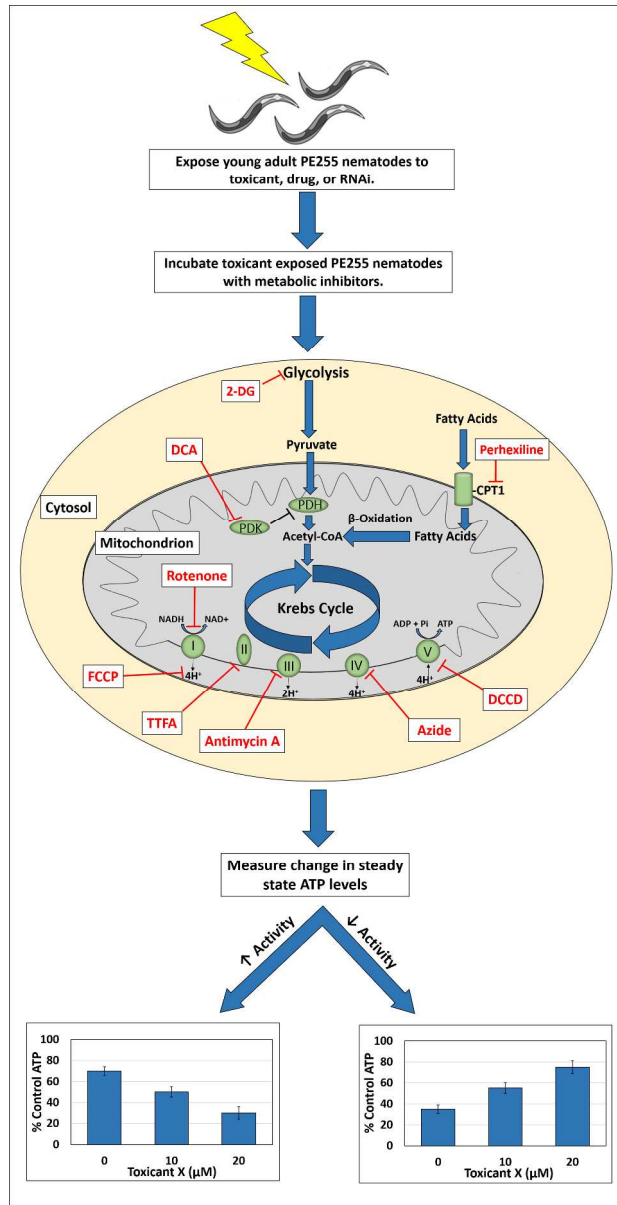 Expose young adult PE255 nematodes to
toxicant, drug, or RNAi.
Incubate toxicant exposed PE255 nematodes
with metabolic inhibitors.
Glycolysis
2-DG
Fatty Acids
Pyruvate
DCA
Perhexiline
Cytosol
PDH
CPT1
PDK
β-Oxidation
Mitochondrion
Acetyl-CoA
Fatty Acids
Rotenone
Krebs Cycle
NADH
NAD+
ADP + Pi
ATP
I
II
III
IV
V
FCCP
4H⁺
2H⁺
4H⁺
4H⁺
DCCD
TTFA
Antimycin A
Azide
Measure change in steady
state ATP levels
↑ Activity
↓ Activity
% Control ATP
100
80
60
40
20
0
0
10
20
Toxicant X (µM)
% Control ATP
100
80
60
40
20
0
0
10
20
Toxicant X (µM)